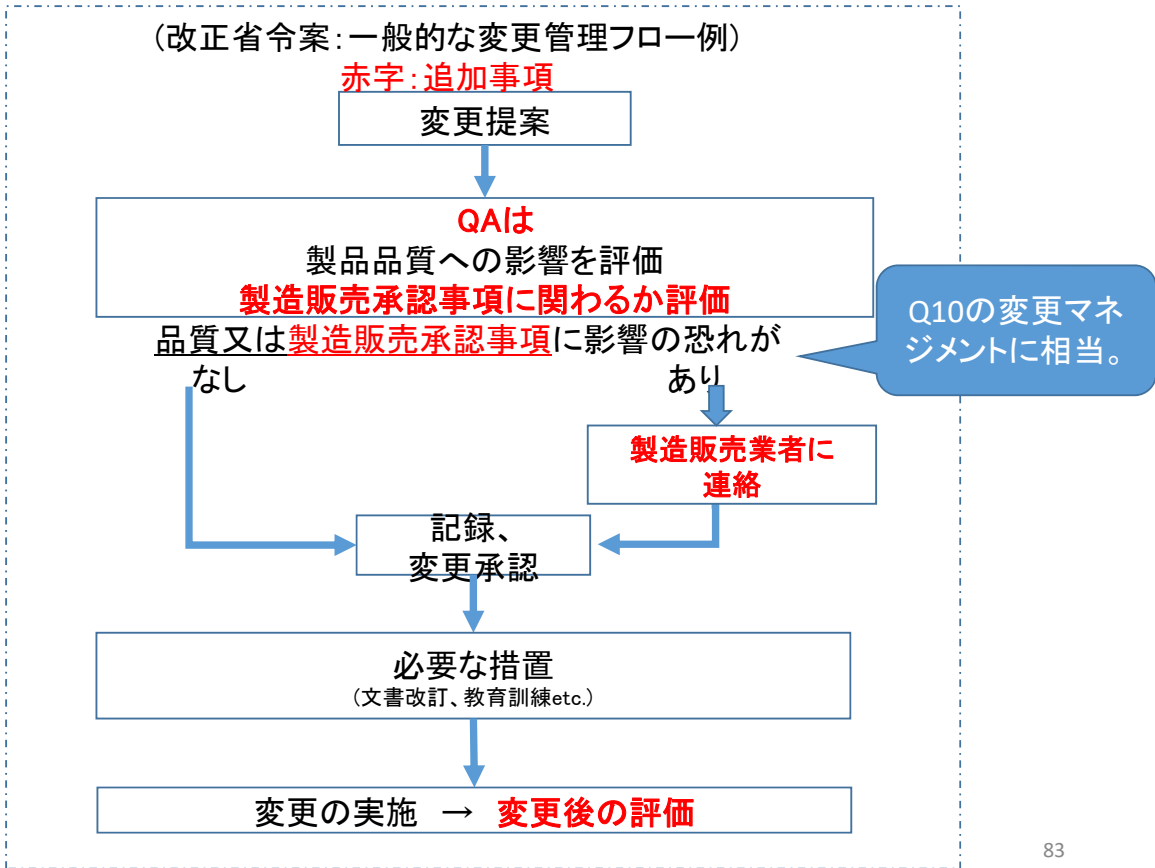 (改正省令案：一般的な変更管理フロー例)
赤字：追加事項
変更提案
QAは
製品品質への影響を評価
製造販売承認事項に関わるか評価
品質又は製造販売承認事項に影響の恐れが
なし
あり
Q10の変更マネ
ジメントに相当。
製造販売業者に
連絡
記録、
変更承認
必要な措置
(文書改訂、教育訓練etc.)
変更の実施 → 変更後の評価
83